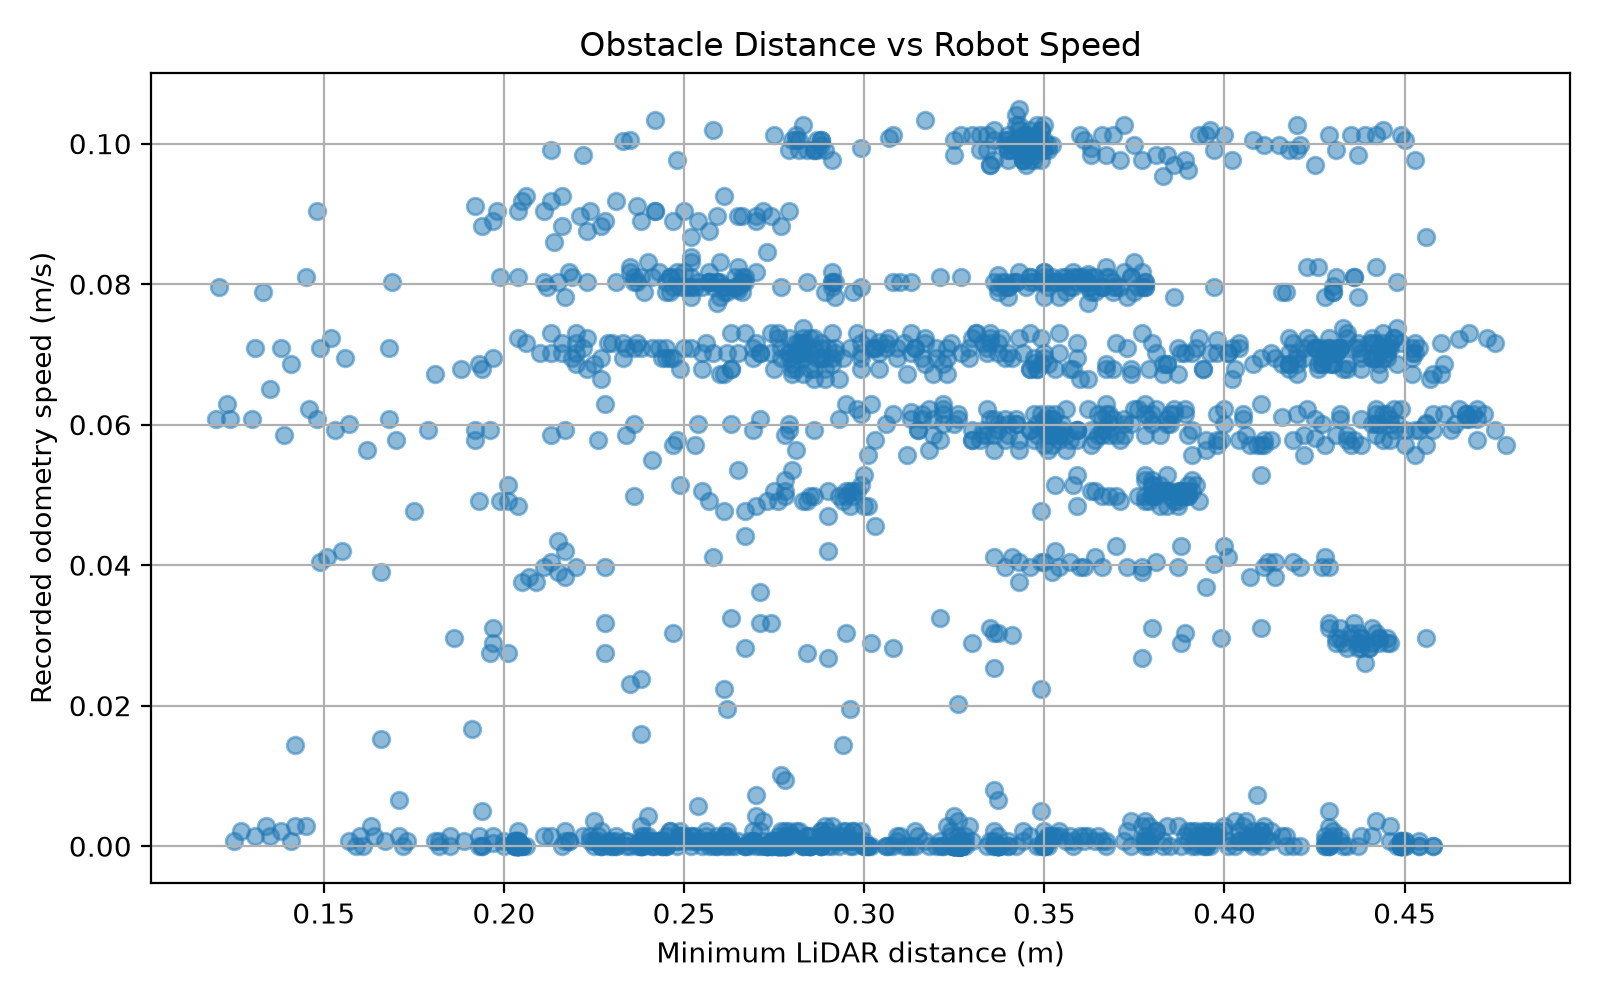 Obstacle Distance vs Robot Speed
Recorded odometry speed (m/s)
0.10
0.08
0.06
0.04
0.02
0.00
0.15 0.20 0.25 0.30 0.35 0.40 0.45
Minimum LiDAR distance (m)